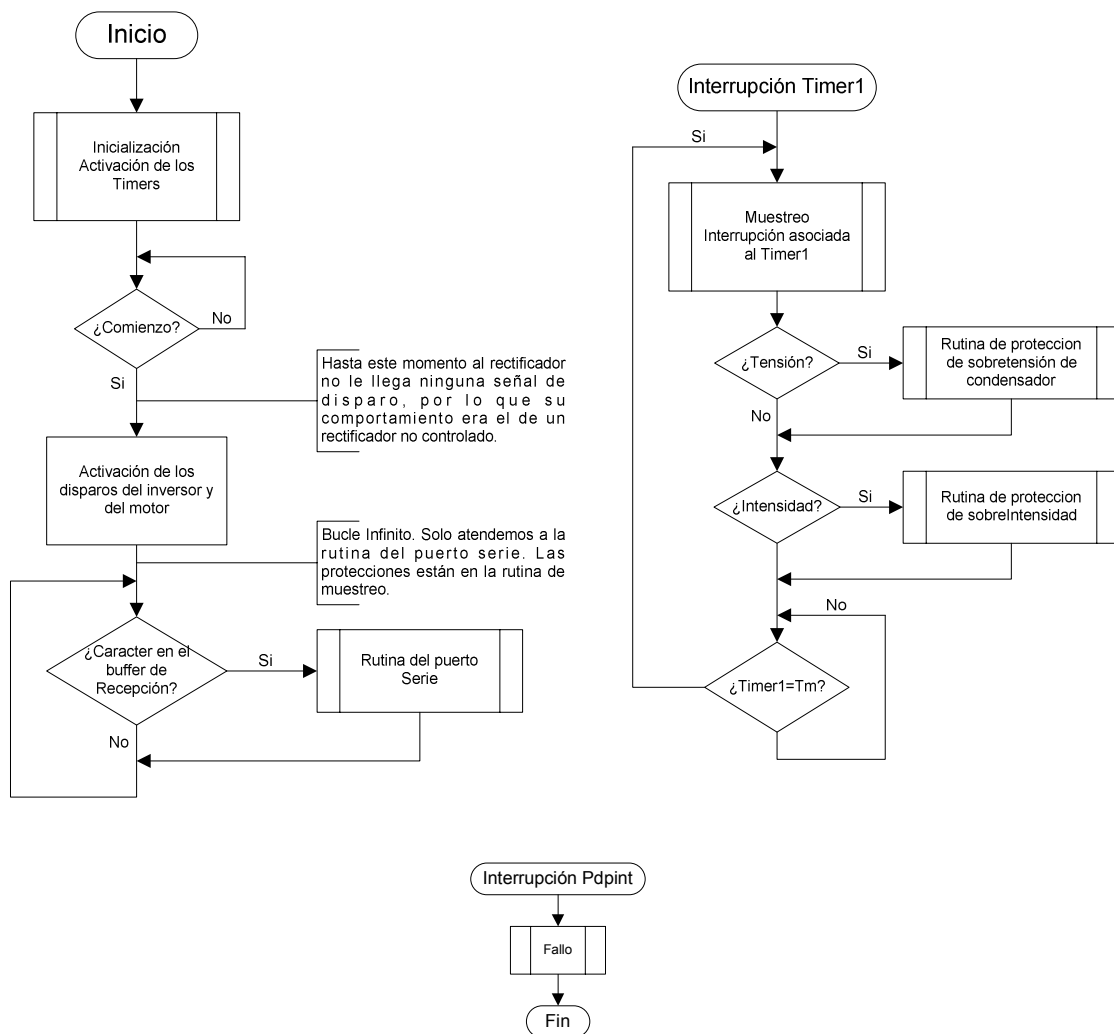 Inicio
Inicialización
Activación de los
Timers
¿Comienzo?
No
Si
Hasta este momento al rectificador
no le llega ninguna señal de
disparo, por lo que su
comportamiento era el de un
rectificador no controlado.
Activación de los
disparos del inversor y
del motor
Bucle Infinito. Solo atendemos a la
rutina del puerto serie. Las
protecciones están en la rutina de
muestreo.
¿Caracter en el
buffer de
Recepción?
Si
Rutina del puerto
Serie
No
Interrupción Timer1
Si
Muestreo
Interrupción asociada
al Timer1
¿Tensión?
Si
Rutina de proteccion
de sobretensión de
condensador
No
¿Intensidad?
Si
Rutina de proteccion
de sobreIntensidad
No
¿Timer1=Tm?
Interrupción Pdpint
Fallo
Fin